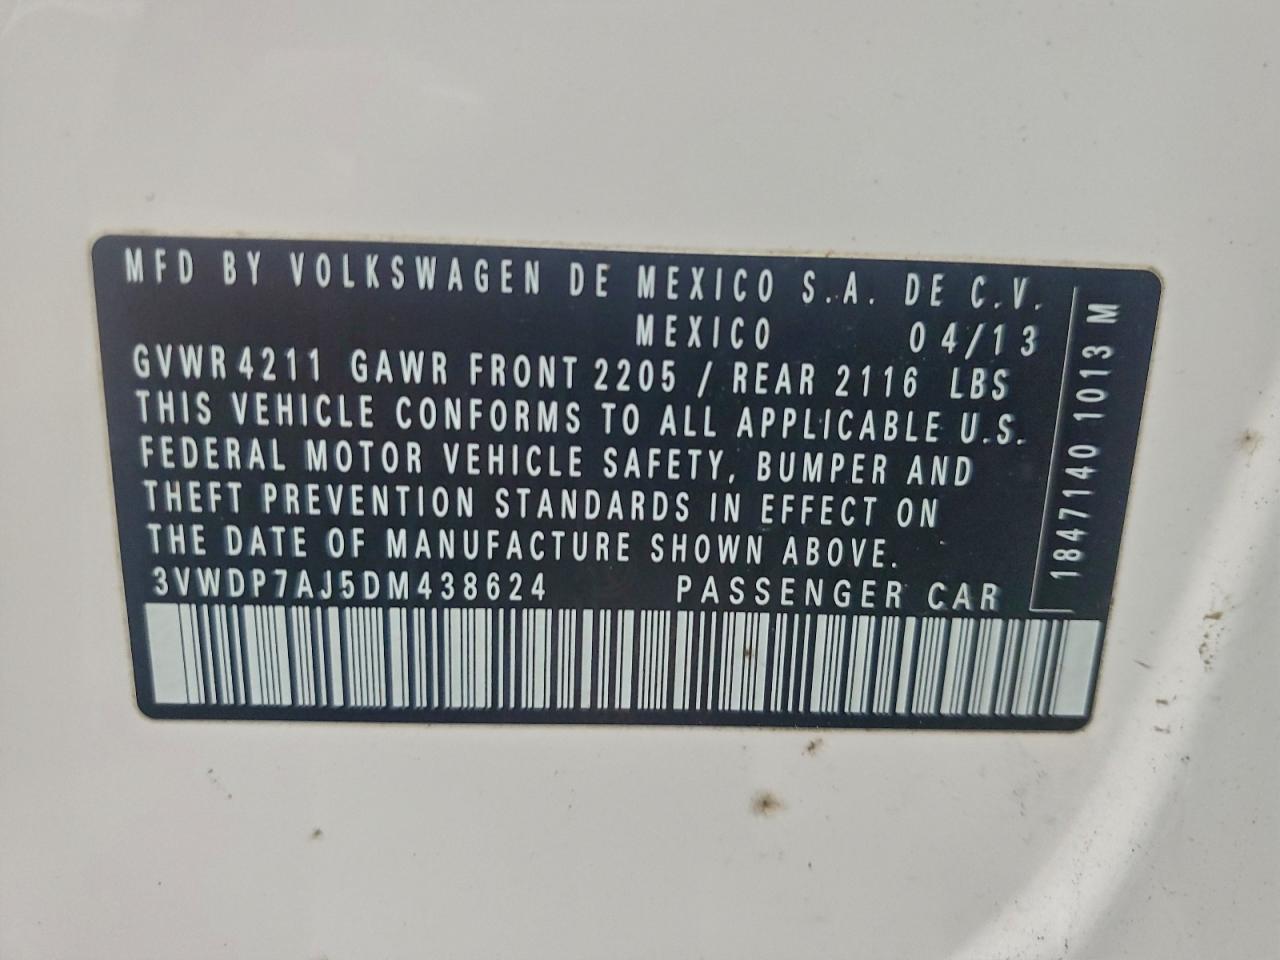 MFD BY VOLKSWAGEN DE MEXICO S.A. DE C.V.
MEXICO 04/13
GVWR 4211 GAWR FRONT 2205 / REAR 2116 LBS
THIS VEHICLE CONFORMS TO ALL APPLICABLE U.S.
FEDERAL MOTOR VEHICLE SAFETY, BUMPER AND
THEFT PREVENTION STANDARDS IN EFFECT ON
THE DATE OF MANUFACTURE SHOWN ABOVE.
3VWDP7AJ5DM438624 PASSENGER CAR
1847140 1013 M